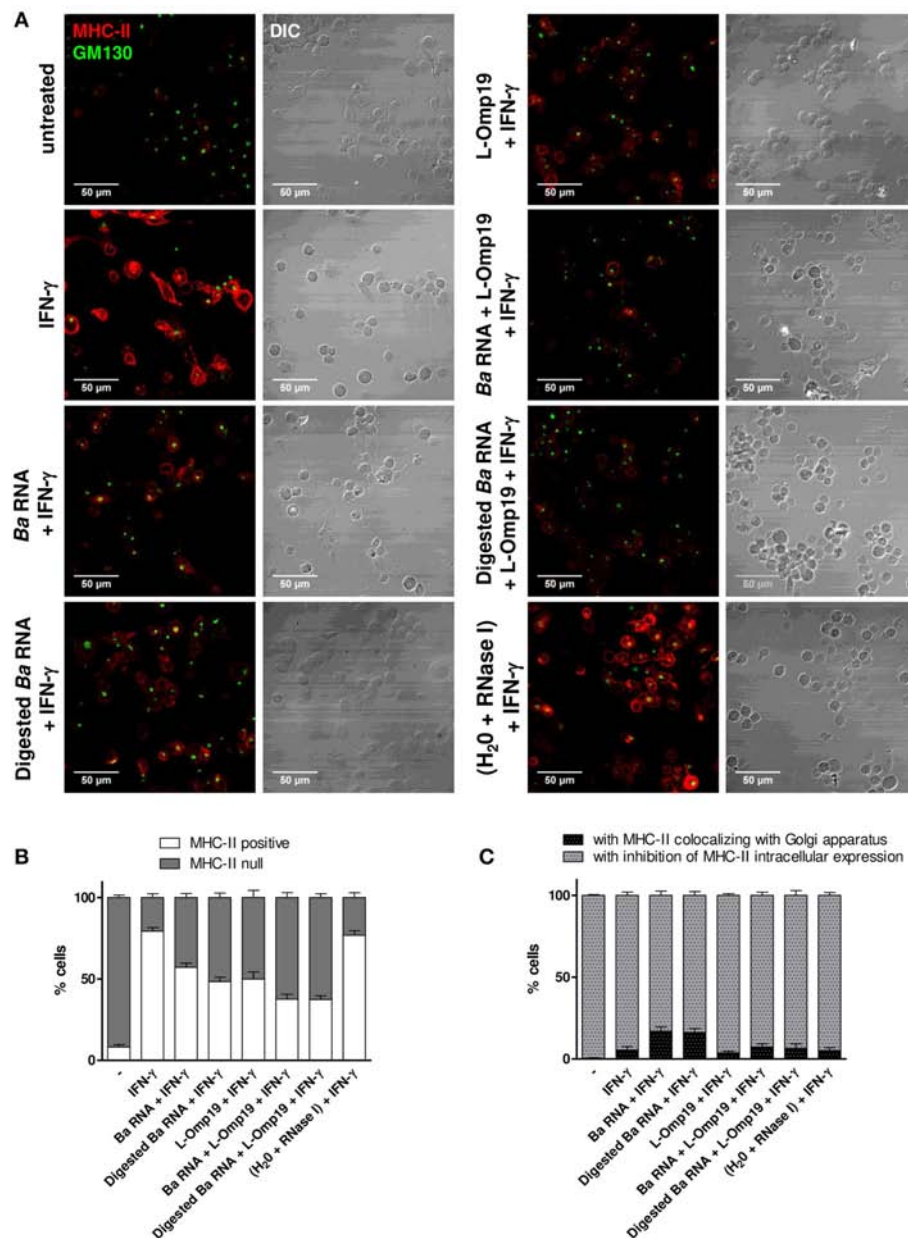 A
MHC-II
GM130
DIC
untreated
50 µm
50 µm
L-Omp19
+ IFN-γ
50 µm
50 µm
IFN-γ
50 µm
50 µm
Ba RNA + L-Omp19
+ IFN-γ
50 µm
50 µm
Ba RNA
+ IFN-γ
50 µm
50 µm
Digested Ba RNA
+ L-Omp19 + IFN-γ
50 µm
50 µm
Digested Ba RNA
+ IFN-γ
50 µm
50 µm
(H₂0 + RNase I)
+ IFN-γ
50 µm
50 µm
B
MHC-II positive
MHC-II null
% cells
100
50
0
-
IFN-γ
Ba RNA + IFN-γ
Digested Ba RNA + IFN-γ
L-Omp19 + IFN-γ
Ba RNA + L-Omp19 + IFN-γ
Digested Ba RNA + L-Omp19 + IFN-γ
(H₂0 + RNase I) + IFN-γ
C
with MHC-II colocalizing with Golgi apparatus
with inhibition of MHC-II intracellular expression
% cells
100
50
0
-
IFN-γ
Ba RNA + IFN-γ
Digested Ba RNA + IFN-γ
L-Omp19 + IFN-γ
Ba RNA + L-Omp19 + IFN-γ
Digested Ba RNA + L-Omp19 + IFN-γ
(H₂0 + RNase I) + IFN-γ